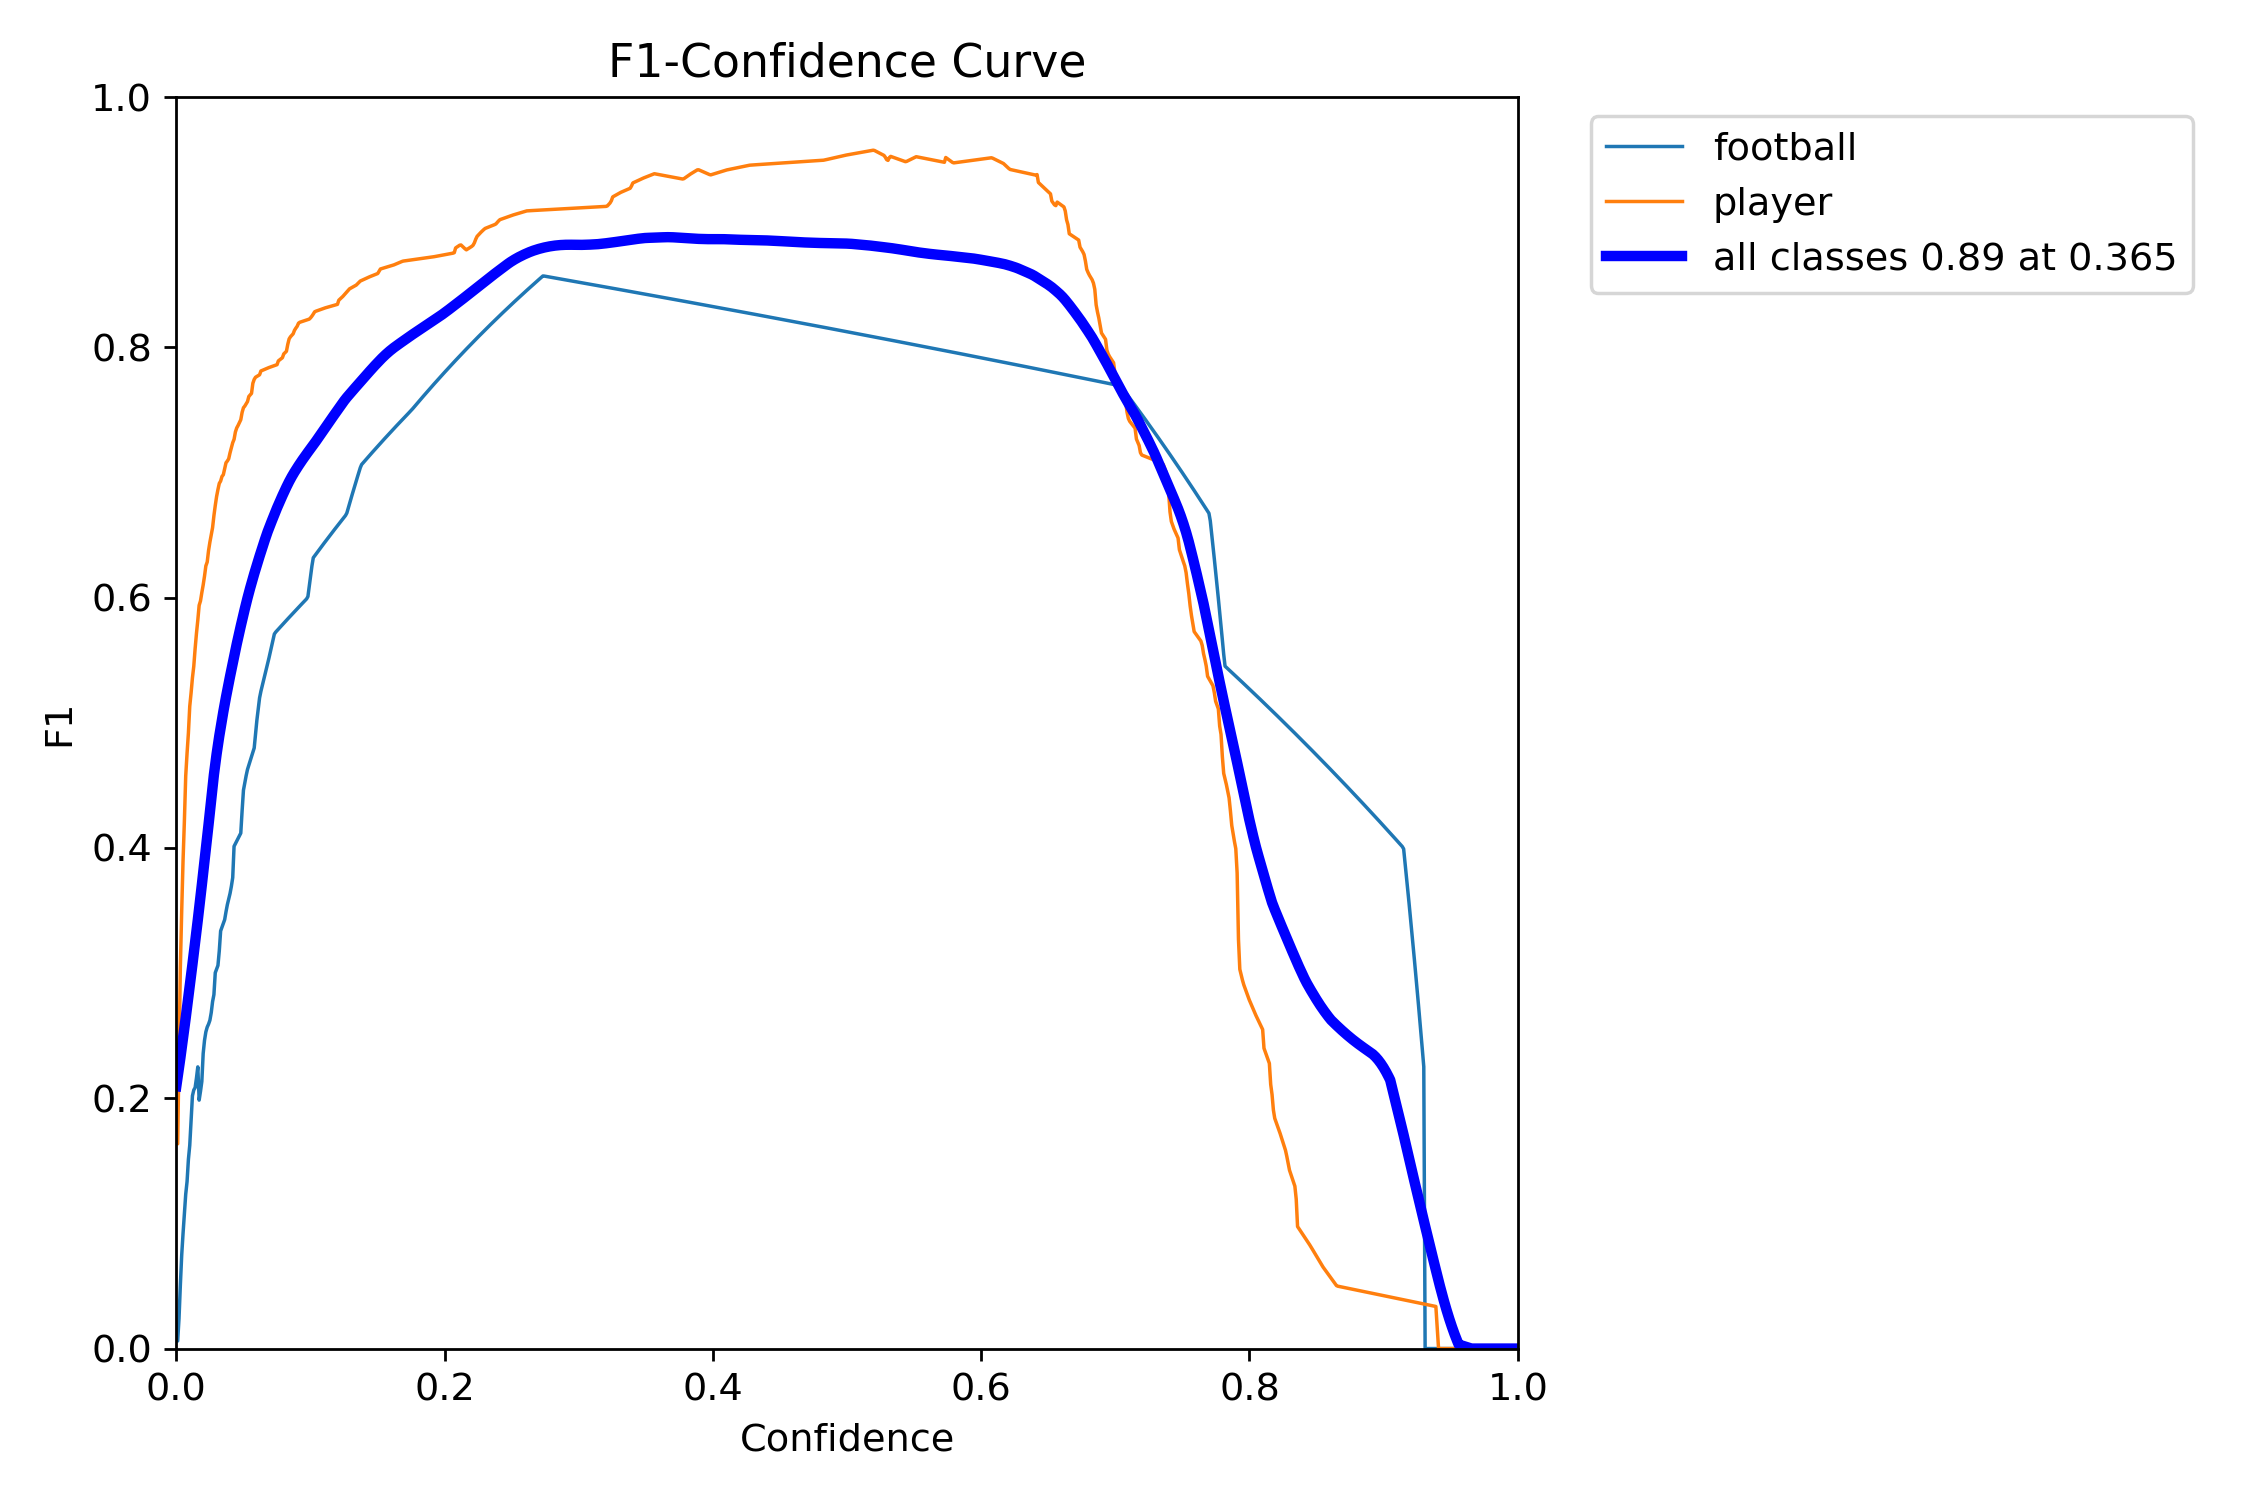 F1-Confidence Curve
1.0
0.8
0.6
0.4
0.2
0.0
F1
0.0 0.2 0.4 0.6 0.8 1.0
Confidence
football
player
all classes 0.89 at 0.365